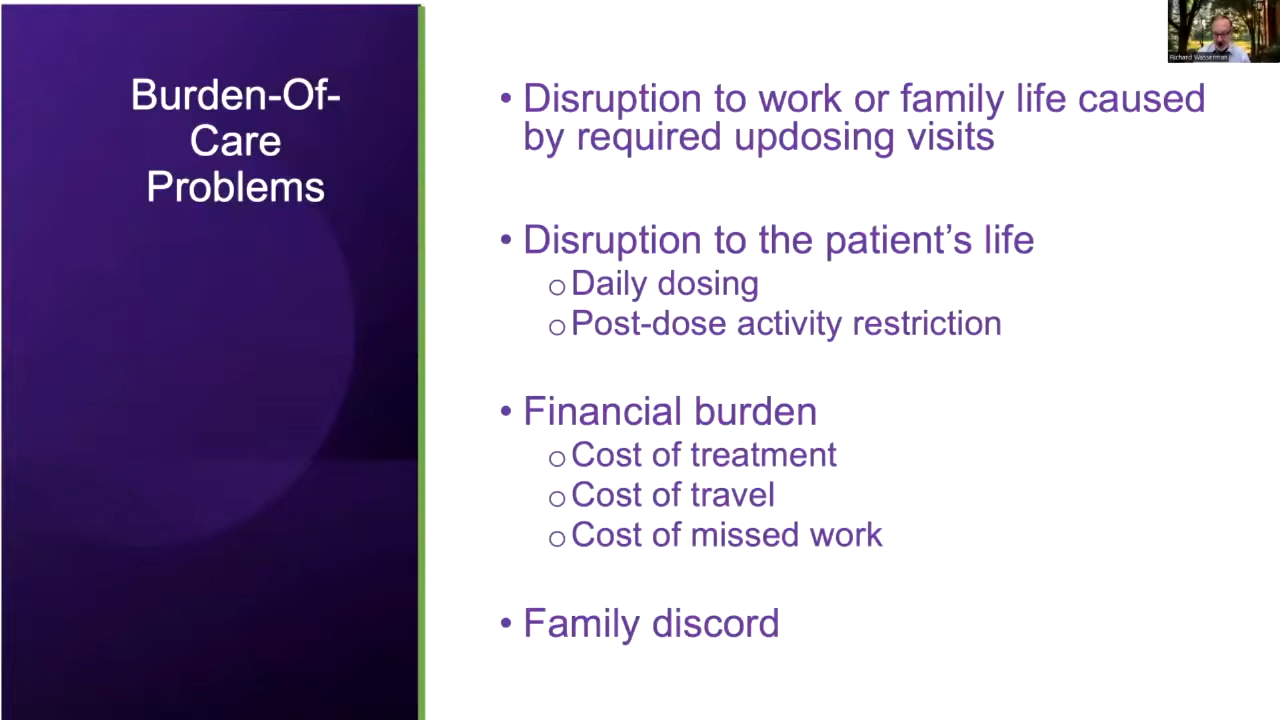 Burden-Of-
Care
Problems
• Disruption to work or family life caused
by required updosing visits
• Disruption to the patient’s life
o Daily dosing
o Post-dose activity restriction
• Financial burden
o Cost of treatment
o Cost of travel
o Cost of missed work
• Family discord
Richard Wasserman